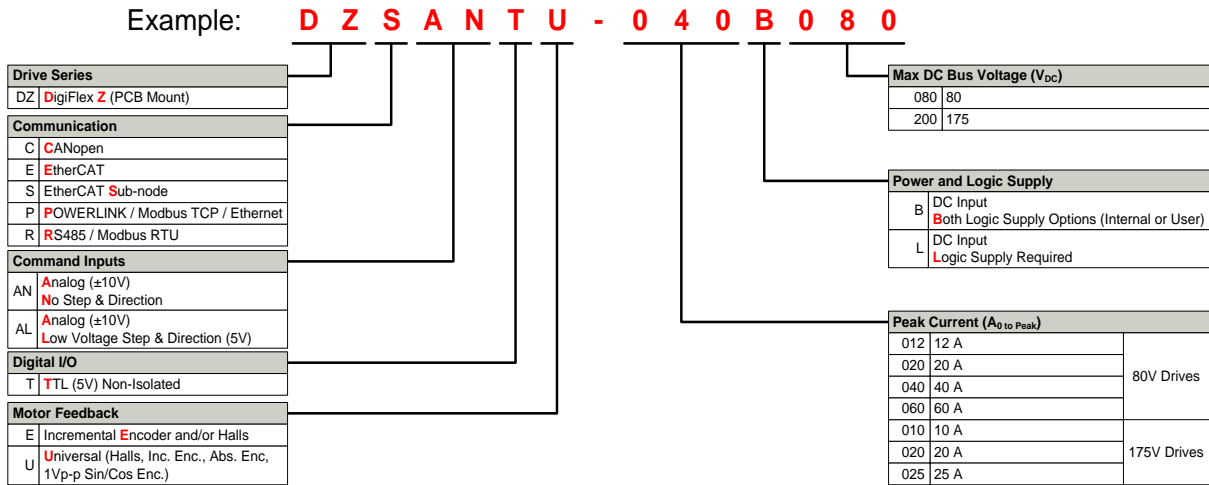 Example: D Z S A N T U - 0 4 0 B 0 8 0
Drive Series
DZ DigiFlex Z (PCB Mount)
Communication
C CANopen
E EtherCAT
S EtherCAT Sub-node
P POWERLINK / Modbus TCP / Ethernet
R RS485 / Modbus RTU
Command Inputs
AN Analog (±10V)
No Step & Direction
AL Analog (±10V)
Low Voltage Step & Direction (5V)
Digital I/O
T TTL (5V) Non-Isolated
Motor Feedback
E Incremental Encoder and/or Halls
U Universal (Halls, Inc. Enc., Abs. Enc,
1Vp-p Sin/Cos Enc.)
Max DC Bus Voltage (VDC)
080 80
200 175
Power and Logic Supply
B DC Input
Both Logic Supply Options (Internal or User)
L DC Input
Logic Supply Required
Peak Current (A0 to Peak)
012 12 A
020 20 A
040 40 A
060 60 A
80V Drives
010 10 A
020 20 A
025 25 A
175V Drives